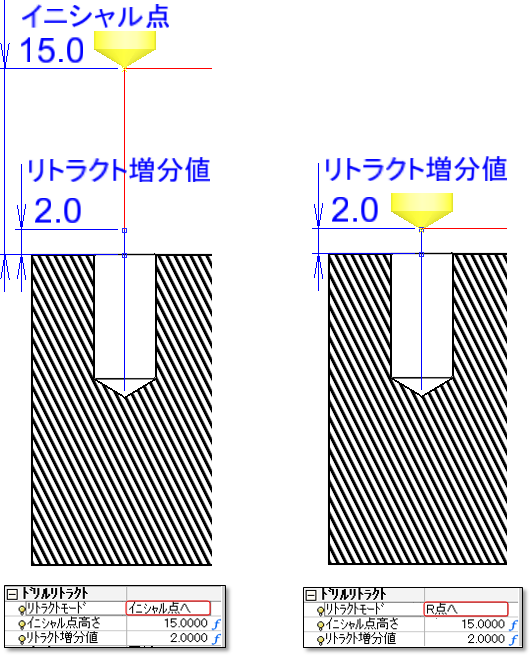 イニシャル点
15.0
リトラクト増分値
2.0
リトラクト増分値
2.0
ドリルリトラクト
リトラクトモード イニシャル点へ
イニシャル点高さ 15.0000 f
リトラクト増分値 2.0000 f
ドリルリトラクト
リトラクトモード R点へ
イニシャル点高さ 15.0000 f
リトラクト増分値 2.0000 f